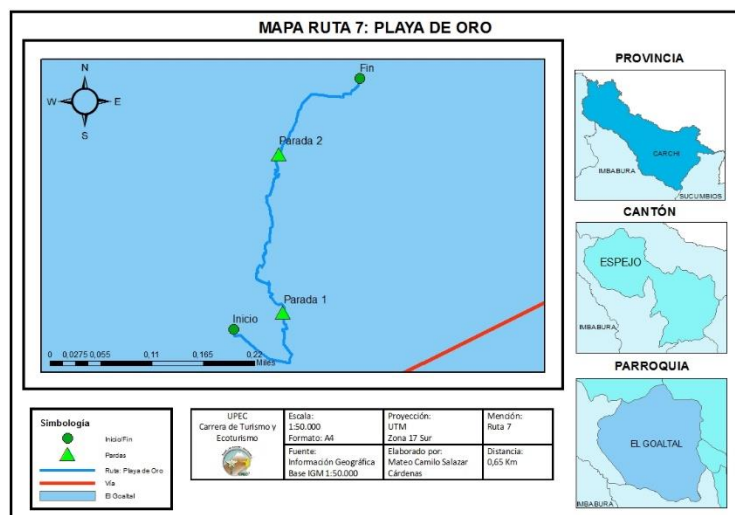 MAPA RUTA 7: PLAYA DE ORO
N
W E
S
Fin
Parada 2
Parada 1
Inicio
0 0,0275 0,055 0,11 0,165 0,22
Miles
PROVINCIA
CARCHI
IMBABURA
SUCUMBIOS
CANTÓN
ESPEJO
IMBABURA
PARROQUIA
EL GOALTAL
IMBABURA
Simbología
Inicio/Fin
Pardas
Ruta: Playa de Oro
Vía
El Goaltal
UPEC
Carrera de Turismo y
Ecoturismo
Escala:
1:50.000
Formato: A4
Proyección:
UTM
Zona 17 Sur
Mención:
Ruta 7
Fuente:
Información Geográfica
Base IGM 1:50.000
Elaborado por:
Mateo Camilo Salazar
Cárdenas
Distancia:
0,65 Km